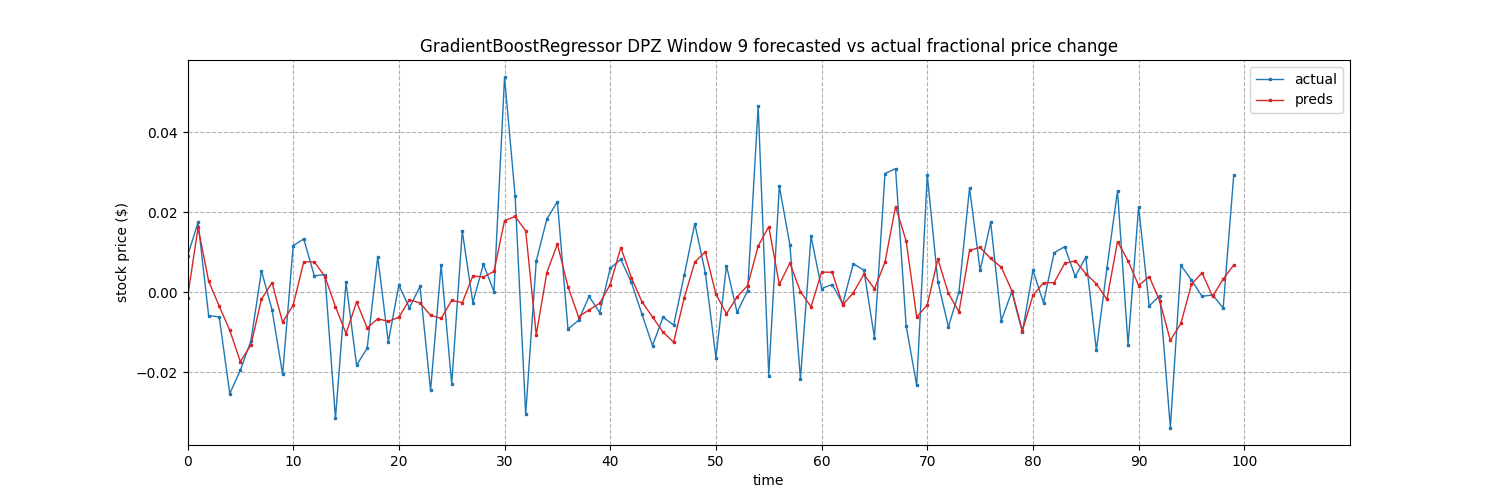 GradientBoostRegressor DPZ Window 9 forecasted vs actual fractional price change
actual
preds
stock price ($)
0.04
0.02
0.00
−0.02
0 10 20 30 40 50 60 70 80 90 100
time